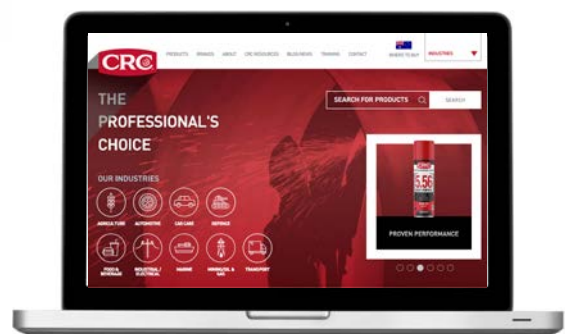 CRC
PRODUCTS BRANDS ABOUT CRC RESOURCES BLOG/NEWS TRAINING CONTACT
WHERE TO BUY
INDUSTRIES
THE
PROFESSIONAL'S
CHOICE
SEARCH FOR PRODUCTS SEARCH
OUR INDUSTRIES
AGRICULTURE AUTOMOTIVE CAR CARE DEFENCE
FOOD & BEVERAGE
INDUSTRIAL / ELECTRICAL
MARINE
MINING/OIL & GAS
TRANSPORT
5.56
PROVEN PERFORMANCE